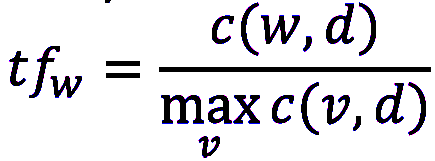 tf_w = c(w, d) / max_v c(v, d)